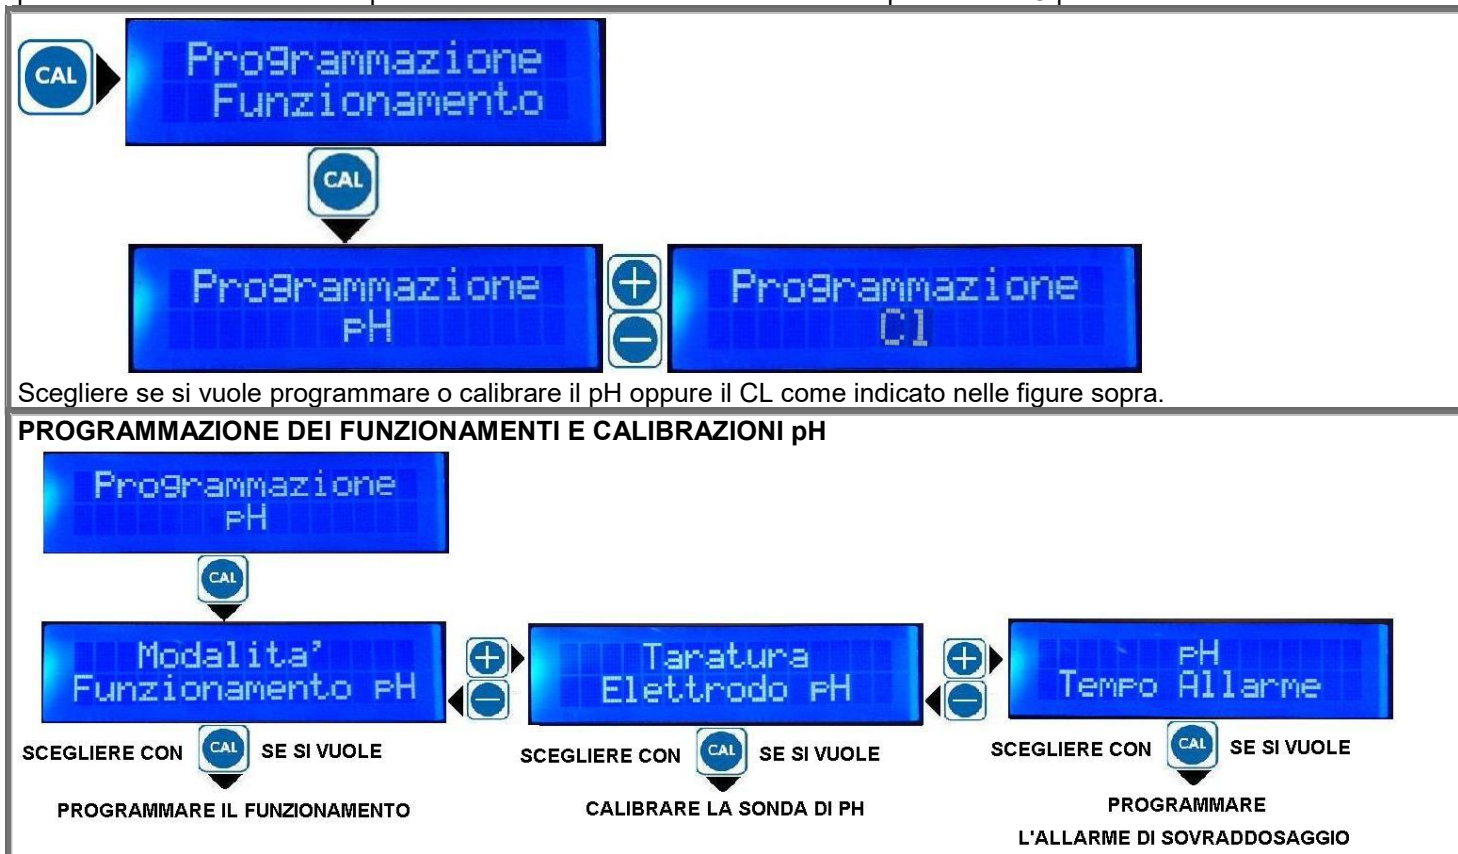 CAL
Programmazione
Funzionamento
CAL
Programmazione
pH
+
-
Programmazione
Cl
Scegliere se si vuole programmare o calibrare il pH oppure il CL come indicato nelle figure sopra.
PROGRAMMAZIONE DEI FUNZIONAMENTI E CALIBRAZIONI pH
Programmazione
pH
CAL
Modalita'
Funzionamento pH
+
-
Taratura
Elettrodo pH
+
-
pH
Tempo Allarme
SCEGLIERE CON CAL SE SI VUOLE
PROGRAMMARE IL FUNZIONAMENTO
SCEGLIERE CON CAL SE SI VUOLE
CALIBRARE LA SONDA DI PH
SCEGLIERE CON CAL SE SI VUOLE
PROGRAMMARE
L'ALLARME DI SOVRADDOSAGGIO